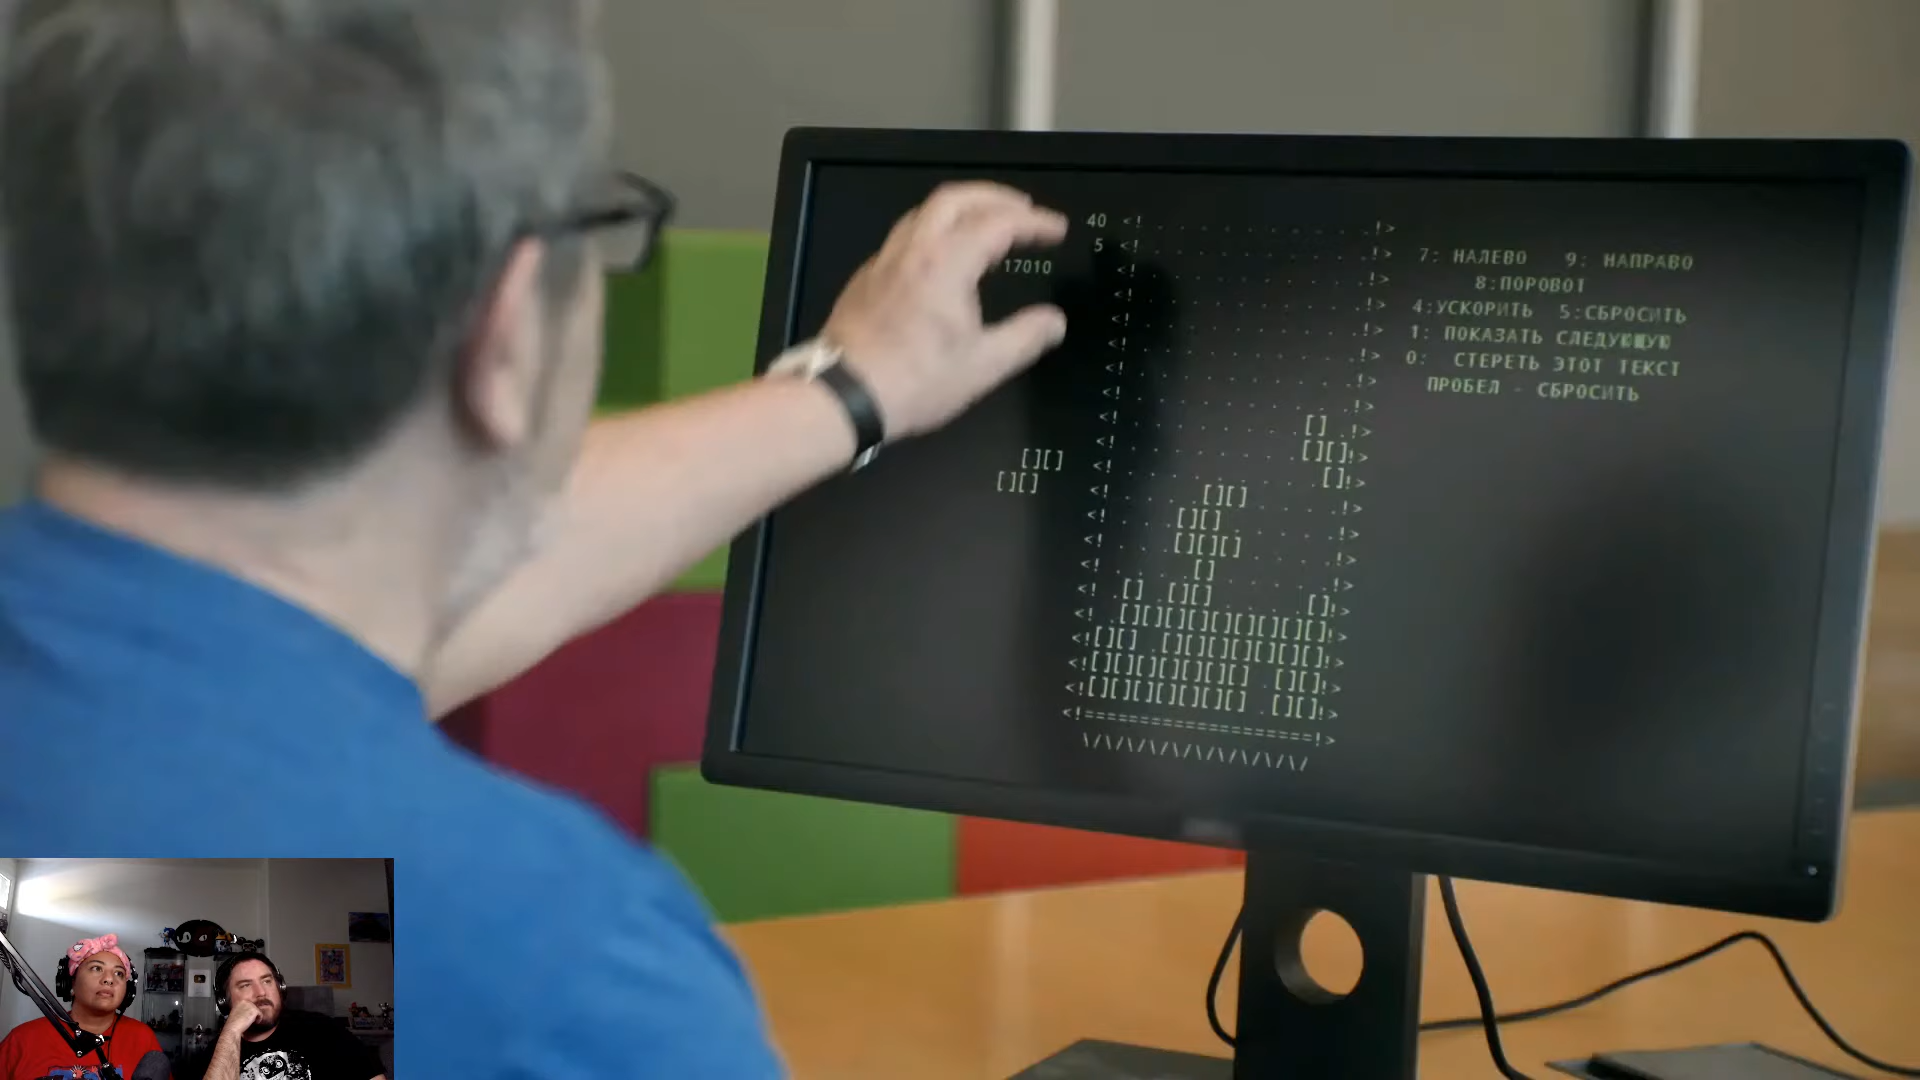 40 <! . . . . . . . . . . !>
5 <! . . . . . . . . . . !>
17010 <! . . . . . . . . . . !>
7: НАЛЕВО 9: НАПРАВО
8:ПОРОВОТ
4:УСКОРИТЬ 5:СБРОСИТЬ
1: ПОКАЗАТЬ СЛЕДУЮЩУЮ
0: СТЕРЕТЬ ЭТОТ ТЕКСТ
ПРОБЕЛ - СБРОСИТЬ
<!====================!>
\/\/\/\/\/\/\/\/\/\/